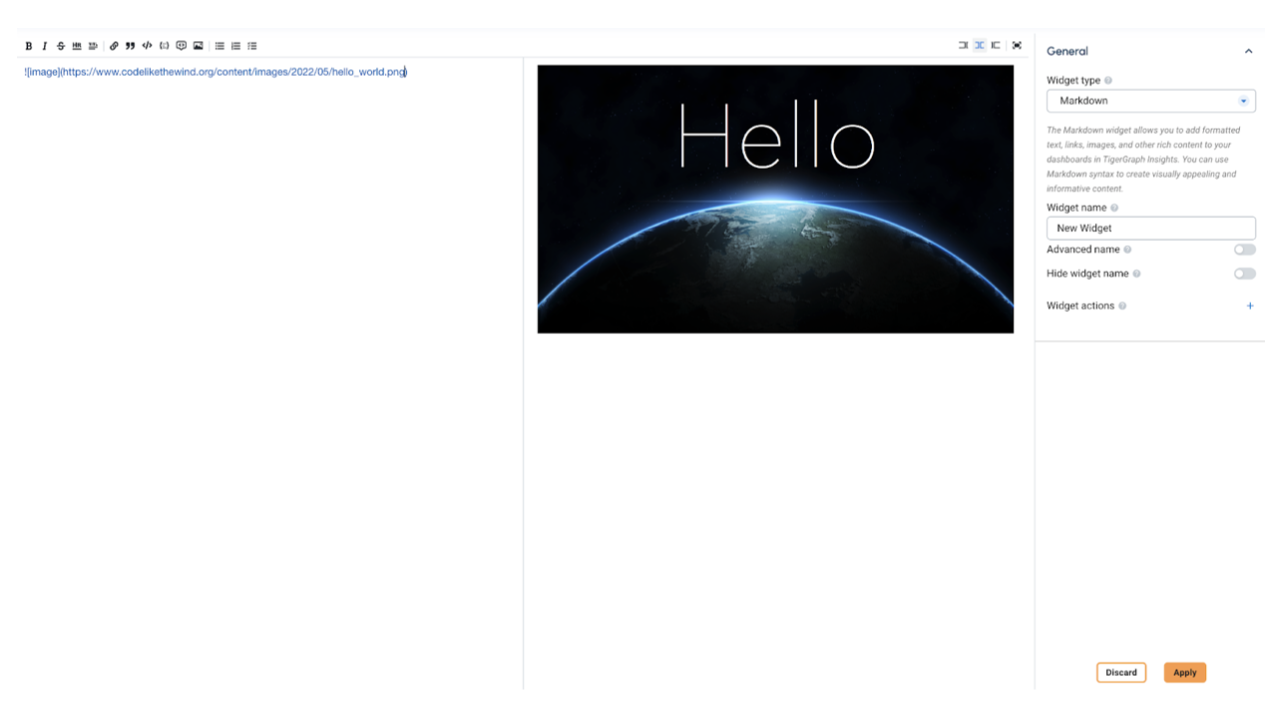 ![image](https://www.codelikethewind.org/content/images/2022/05/hello_world.png)
Hello
General
Widget type
Markdown
The Markdown widget allows you to add formatted
text, links, images, and other rich content to your
dashboards in TigerGraph Insights. You can use
Markdown syntax to create visually appealing and
informative content.
Widget name
New Widget
Advanced name
Hide widget name
Widget actions
Discard
Apply